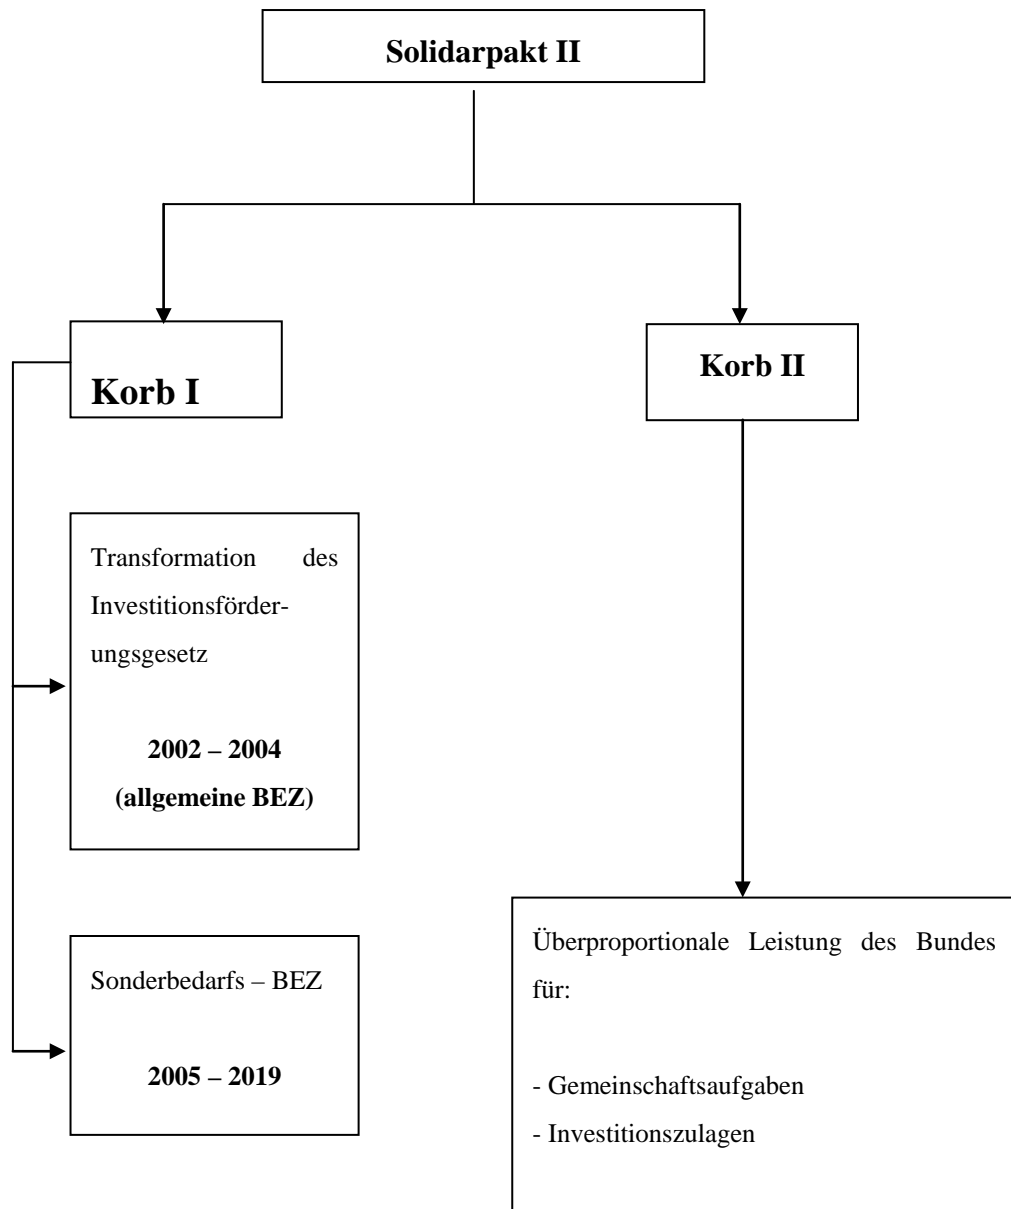 Solidarpakt II
Korb I
Korb II
Transformation des
Investitionsförder-
ungsgesetz
2002 – 2004
(allgemeine BEZ)
Sonderbedarfs – BEZ
2005 – 2019
Überproportionale Leistung des Bundes
für:
- Gemeinschaftsaufgaben
- Investitionszulagen